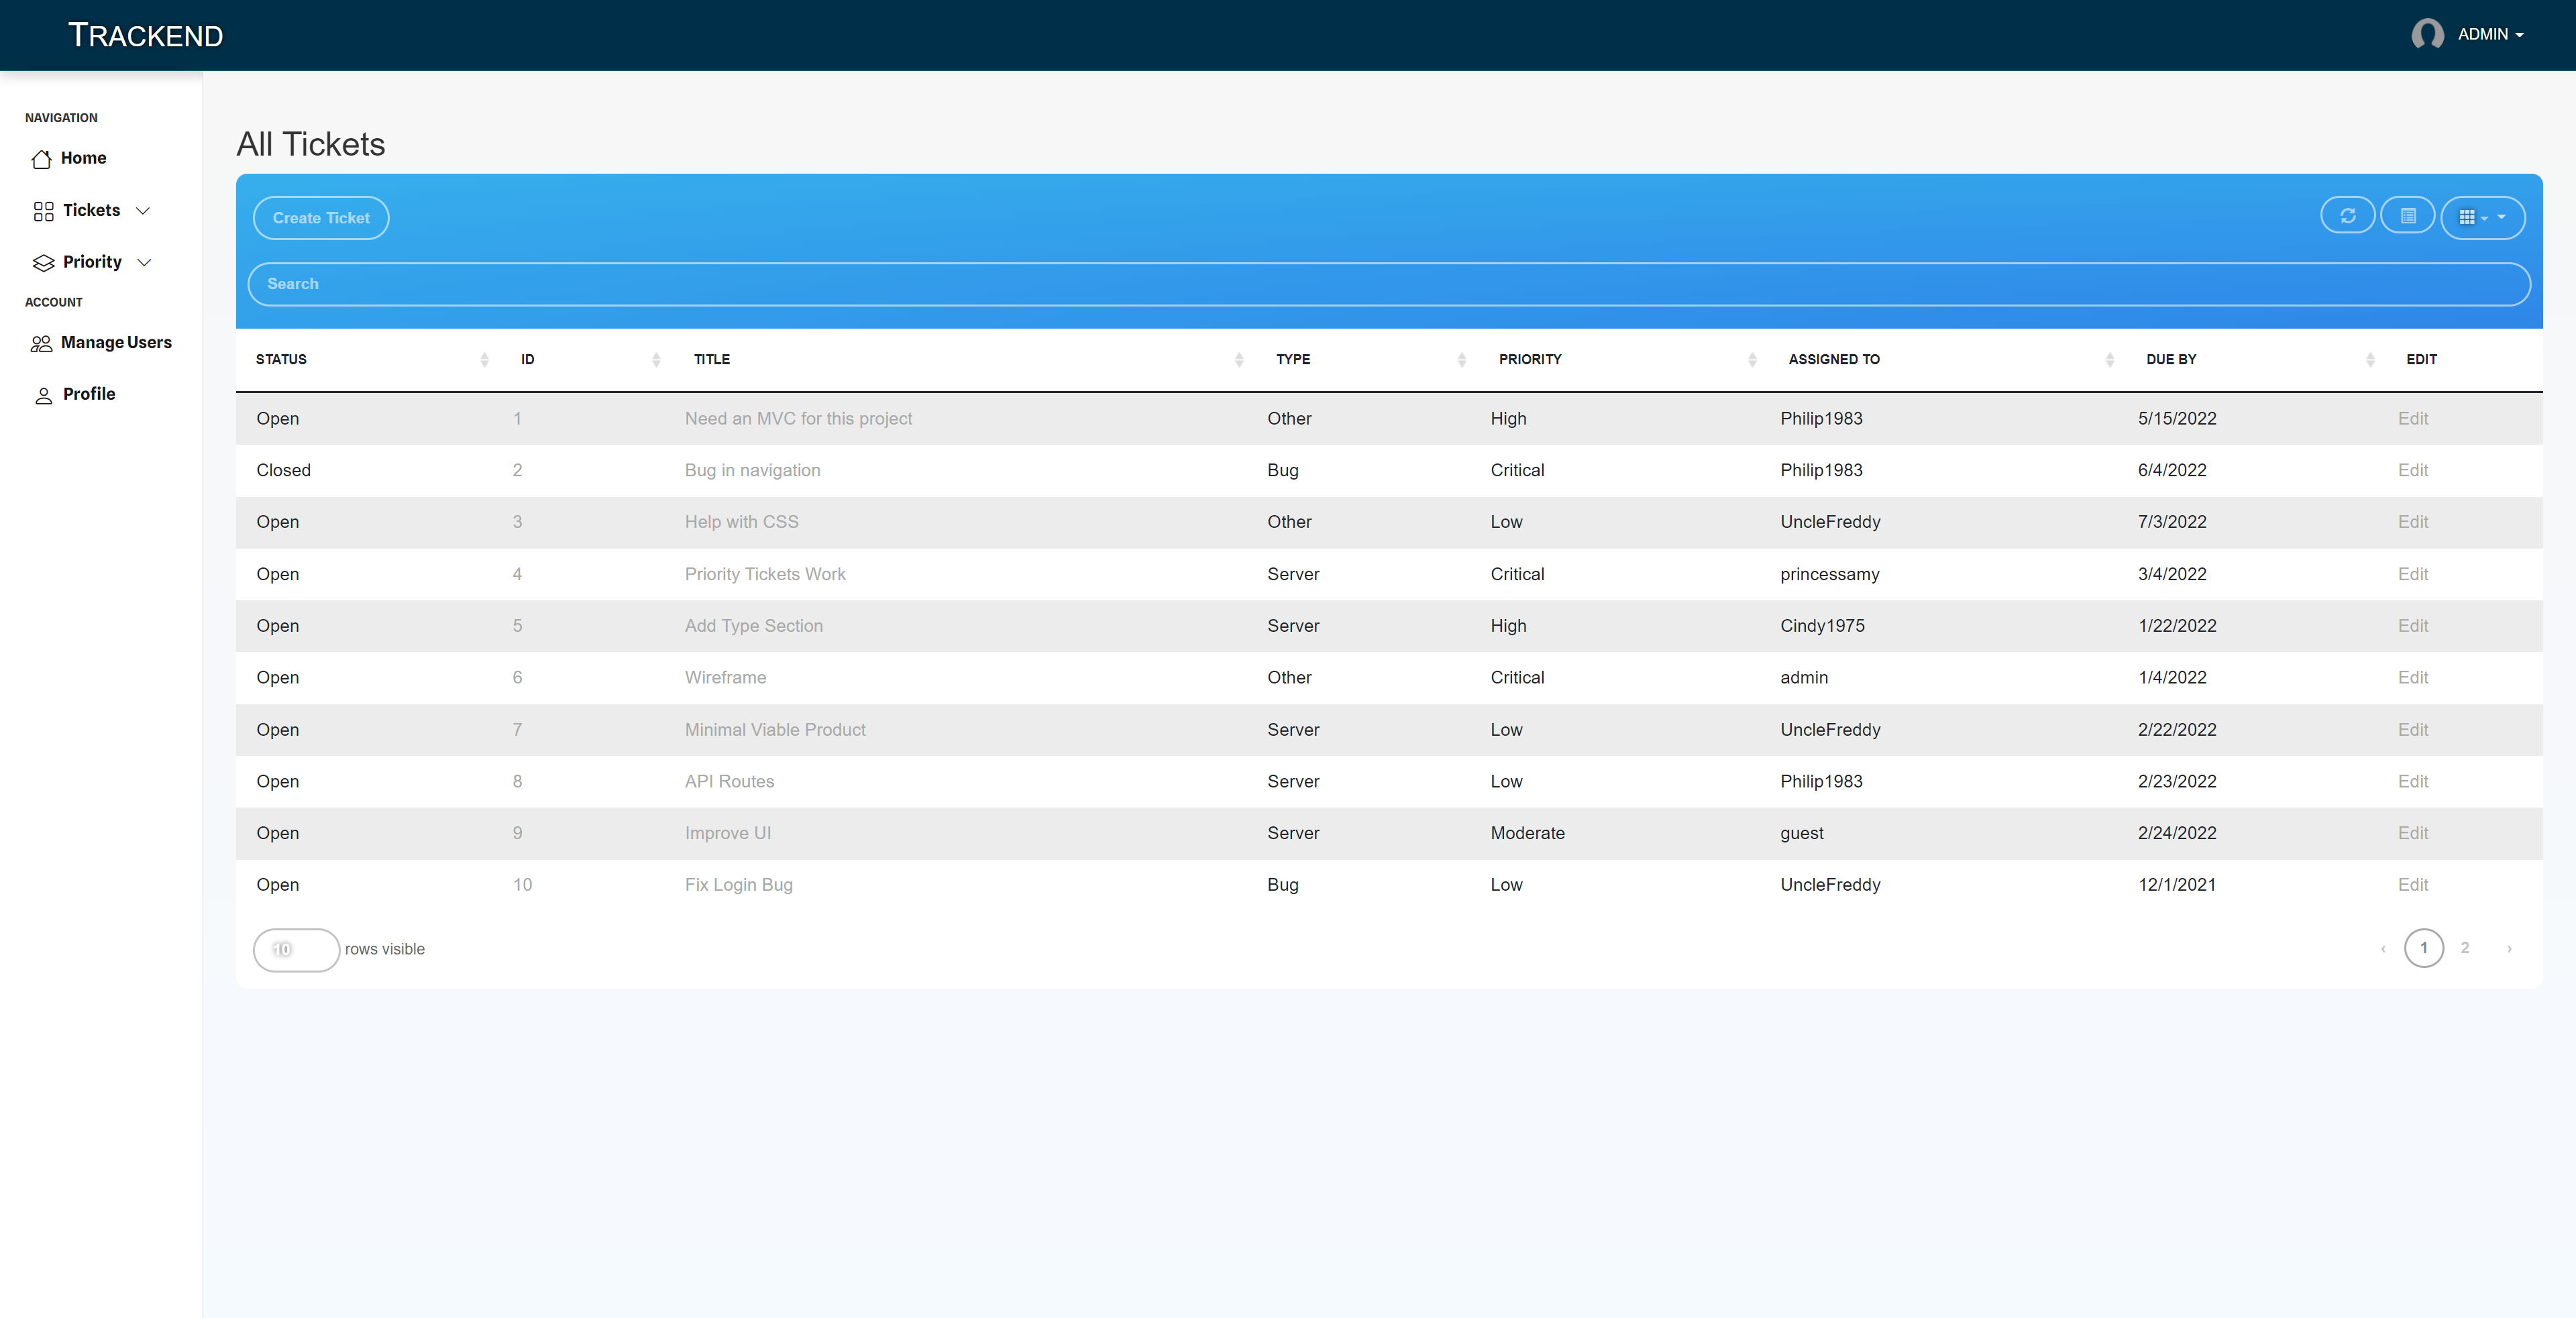 TRACKEND
ADMIN
NAVIGATION
Home
Tickets
Priority
ACCOUNT
Manage Users
Profile
All Tickets
Create Ticket
Search
STATUS ID TITLE TYPE PRIORITY ASSIGNED TO DUE BY EDIT
Open 1 Need an MVC for this project Other High Philip1983 5/15/2022 Edit
Closed 2 Bug in navigation Bug Critical Philip1983 6/4/2022 Edit
Open 3 Help with CSS Other Low UncleFreddy 7/3/2022 Edit
Open 4 Priority Tickets Work Server Critical princessamy 3/4/2022 Edit
Open 5 Add Type Section Server High Cindy1975 1/22/2022 Edit
Open 6 Wireframe Other Critical admin 1/4/2022 Edit
Open 7 Minimal Viable Product Server Low UncleFreddy 2/22/2022 Edit
Open 8 API Routes Server Low Philip1983 2/23/2022 Edit
Open 9 Improve UI Server Moderate guest 2/24/2022 Edit
Open 10 Fix Login Bug Bug Low UncleFreddy 12/1/2021 Edit
10 rows visible
‹ 1 2 ›